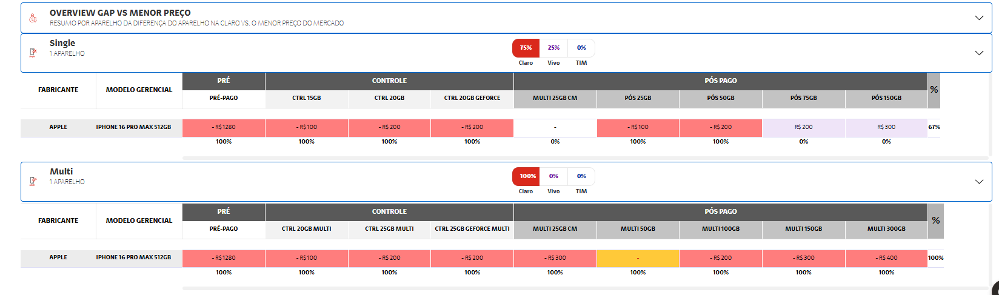 OVERVIEW GAP VS MENOR PREÇO
RESUMO POR APARELHO DA DIFERENÇA DO APARELHO NA CLARO VS. O MENOR PREÇO DO MERCADO
Single
1 APARELHO
75% 25% 0%
Claro Vivo TIM
FABRICANTE MODELO GERENCIAL PRÉ CONTROLE PÓS PAGO %
PRÉ-PAGO CTRL 15GB CTRL 20GB CTRL 20GB GEFORCE MULTI 25GB CM PÓS 25GB PÓS 50GB PÓS 75GB PÓS 150GB
APPLE IPHONE 16 PRO MAX 512GB - R$ 1280 - R$ 100 - R$ 200 - R$ 200 - - R$ 100 - R$ 200 R$ 200 R$ 300 67%
100% 100% 100% 100% 0% 100% 100% 0% 0%
Multi
1 APARELHO
100% 0% 0%
Claro Vivo TIM
FABRICANTE MODELO GERENCIAL PRÉ CONTROLE PÓS PAGO %
PRÉ-PAGO CTRL 20GB MULTI CTRL 25GB MULTI CTRL 25GB GEFORCE MULTI MULTI 25GB CM MULTI 50GB MULTI 100GB MULTI 150GB MULTI 300GB
APPLE IPHONE 16 PRO MAX 512GB - R$ 1280 - R$ 100 - R$ 200 - R$ 200 - R$ 300 - - R$ 200 - R$ 300 - R$ 400 100%
100% 100% 100% 100% 100% 100% 100% 100% 100%